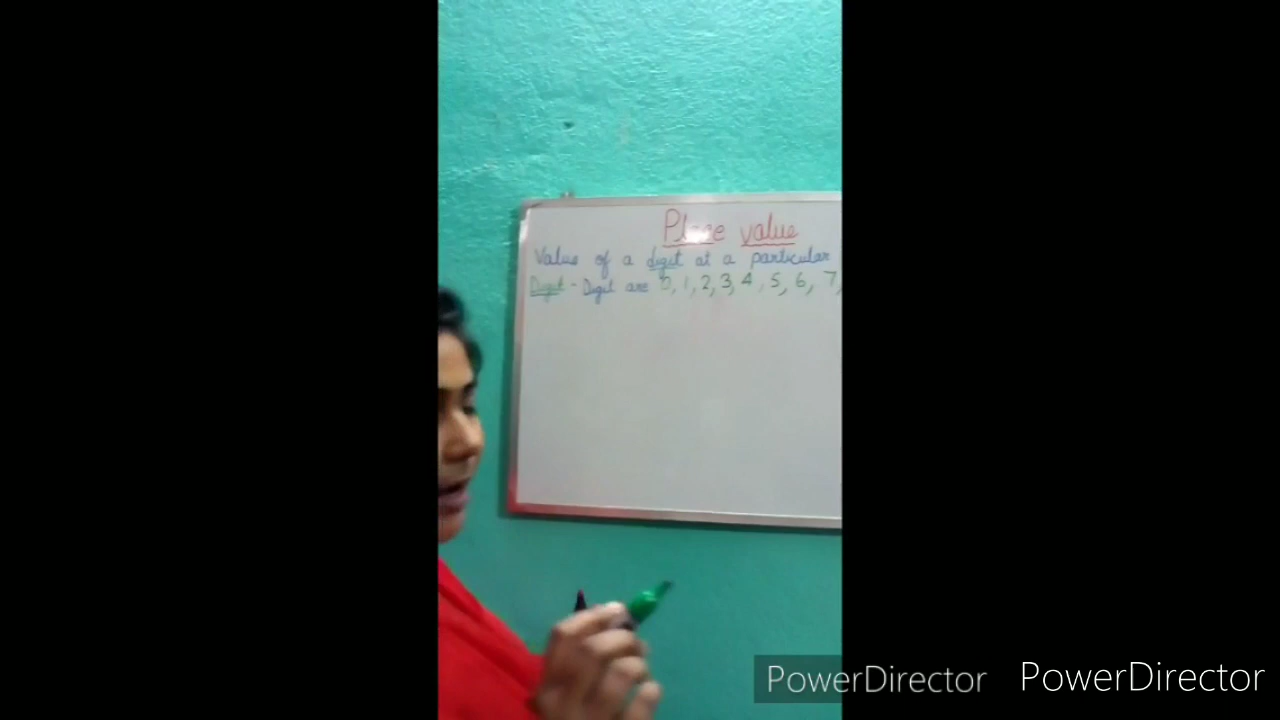 Place value
Value of a digit at a particular
Digit - Digit are 0, 1, 2, 3, 4, 5, 6, 7,
PowerDirector PowerDirector